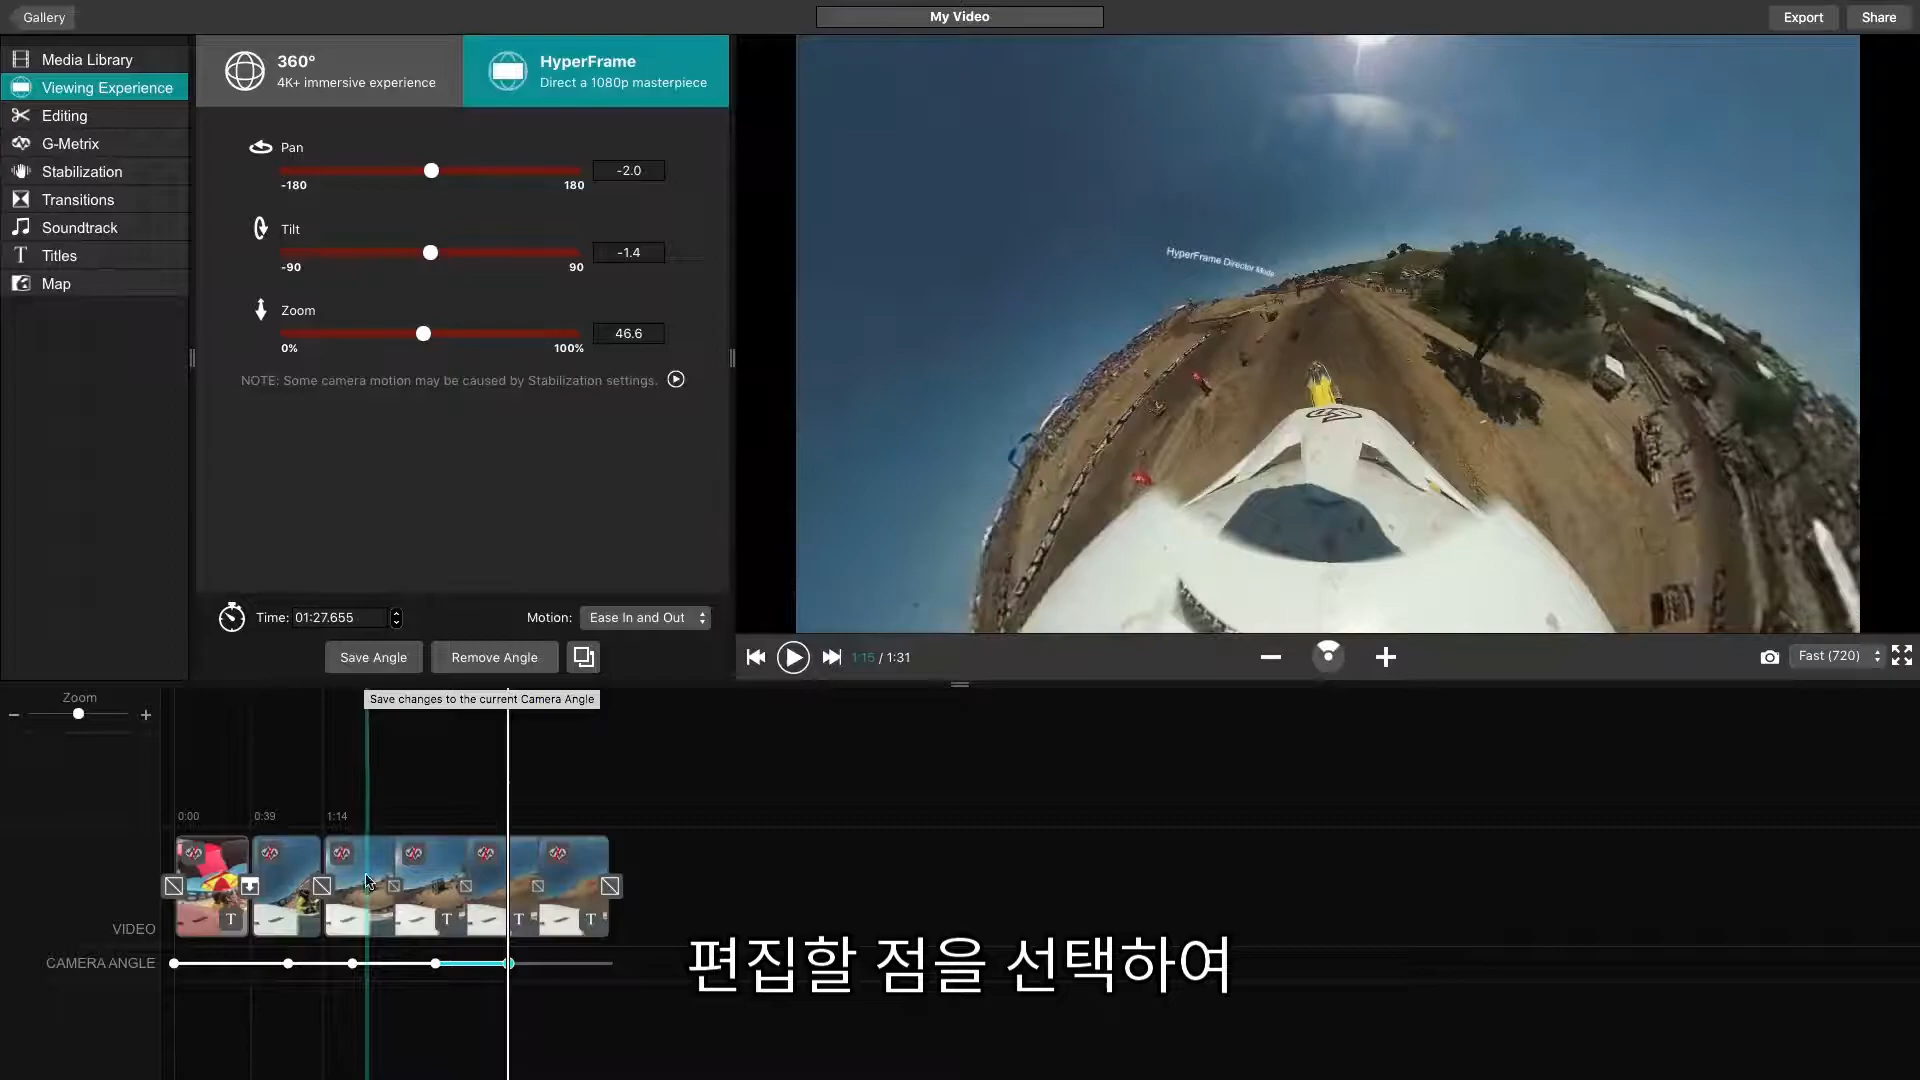 Gallery
My Video
Export
Share
Media Library
Viewing Experience
Editing
G-Metrix
Stabilization
Transitions
Soundtrack
Titles
Map
360°
4K+ immersive experience
HyperFrame
Direct a 1080p masterpiece
Pan
-2.0
-180
180
Tilt
-1.4
-90
90
Zoom
46.6
0%
100%
NOTE: Some camera motion may be caused by Stabilization settings.
Time: 01:27.655
Motion: Ease In and Out
Save Angle
Remove Angle
HyperFrame Director Mode
1:15 / 1:31
Fast (720)
Zoom
Save changes to the current Camera Angle
0:00
0:39
1:14
T
T
T
T
VIDEO
CAMERA ANGLE
편집할 점을 선택하여